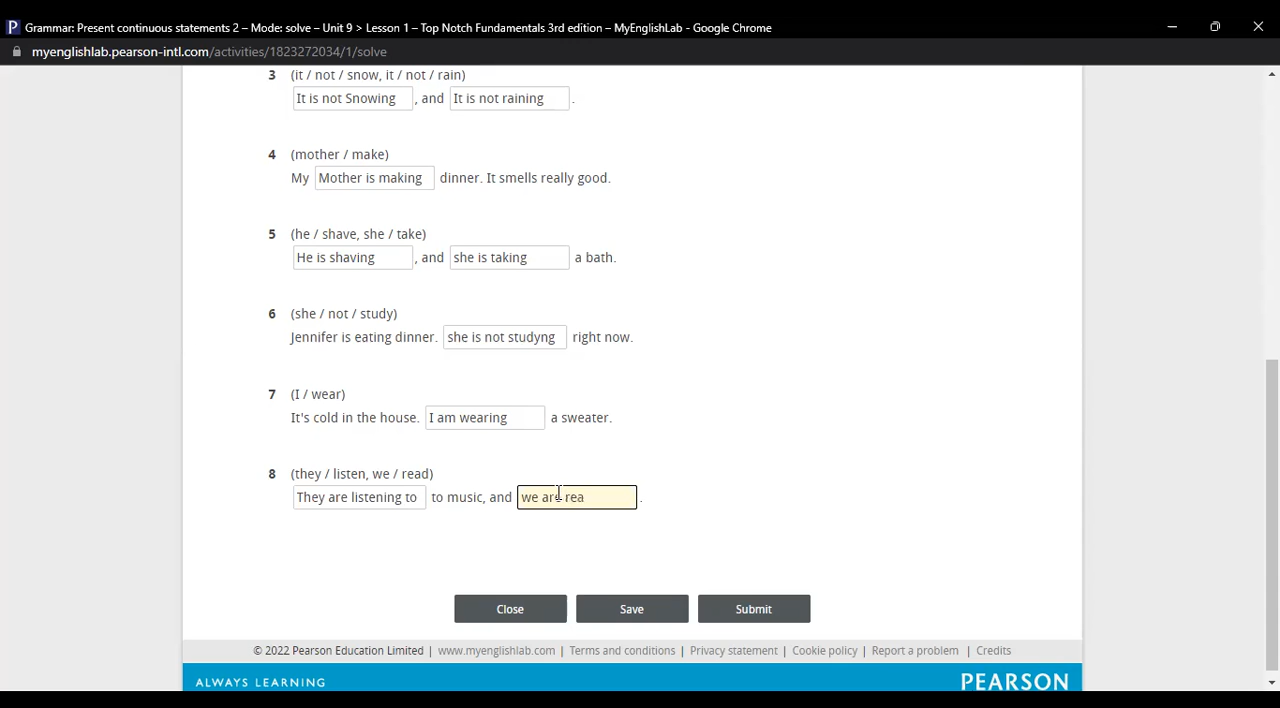 P Grammar: Present continuous statements 2 – Mode: solve – Unit 9 > Lesson 1 – Top Notch Fundamentals 3rd edition – MyEnglishLab - Google Chrome
myenglishlab.pearson-intl.com/activities/1823272034/1/solve
3 (it / not / snow, it / not / rain)
It is not Snowing , and It is not raining .
4 (mother / make)
My Mother is making dinner. It smells really good.
5 (he / shave, she / take)
He is shaving , and she is taking a bath.
6 (she / not / study)
Jennifer is eating dinner. she is not studyng right now.
7 (I / wear)
It's cold in the house. I am wearing a sweater.
8 (they / listen, we / read)
They are listening to to music, and we are rea .
Close Save Submit
© 2022 Pearson Education Limited | www.myenglishlab.com | Terms and conditions | Privacy statement | Cookie policy | Report a problem | Credits
ALWAYS LEARNING PEARSON